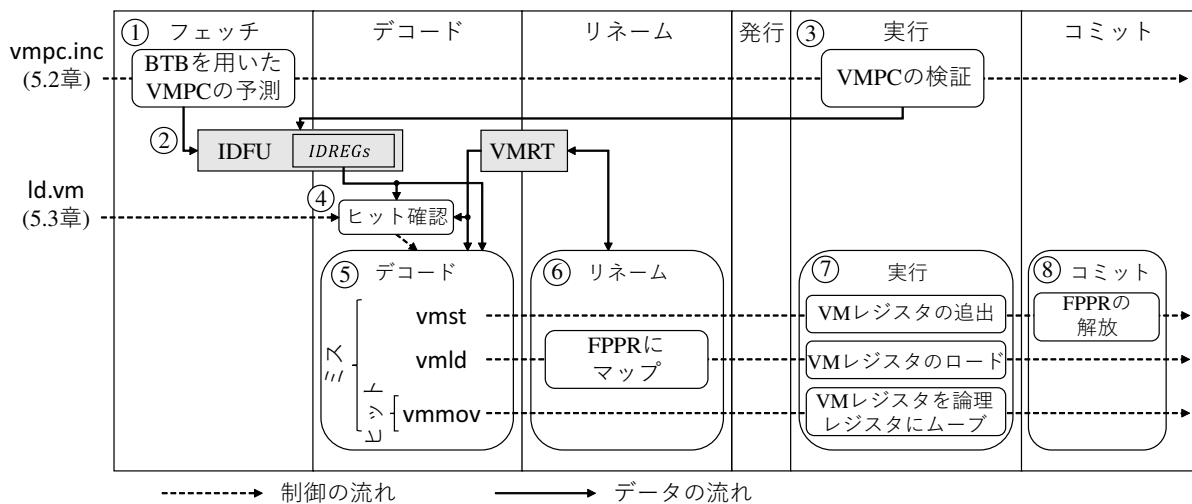 フェッチ デコード リネーム 発行 実行 コミット
① ③
vmpc.inc
(5.2章)
BTBを用いた
VMPCの予測
VMPCの検証
② IDFU IDREGs VMRT
ld.vm
(5.3章)
④ ヒット確認
⑤ デコード
⑥ リネーム
⑦ 実行
⑧ コミット
ミス
ヒット
vmst
VMレジスタの追出
FPPRの
解放
vmld
FPPRに
マップ
VMレジスタのロード
vmmov
VMレジスタを論理
レジスタにムーブ
制御の流れ データの流れ